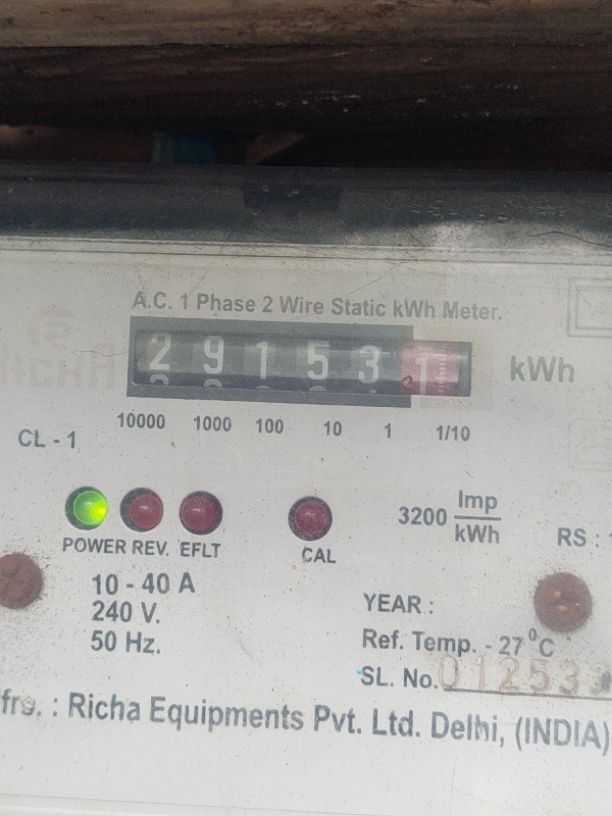 A.C. 1 Phase 2 Wire Static kWh Meter.
2 9 1 5 3 1 kWh
10000 1000 100 10 1 1/10
CL - 1
3200 Imp/kWh
RS :
POWER REV. EFLT CAL
10 - 40 A
240 V.
50 Hz.
YEAR :
Ref. Temp. - 27 °C
SL. No. 012533
: Richa Equipments Pvt. Ltd. Delhi, (INDIA)